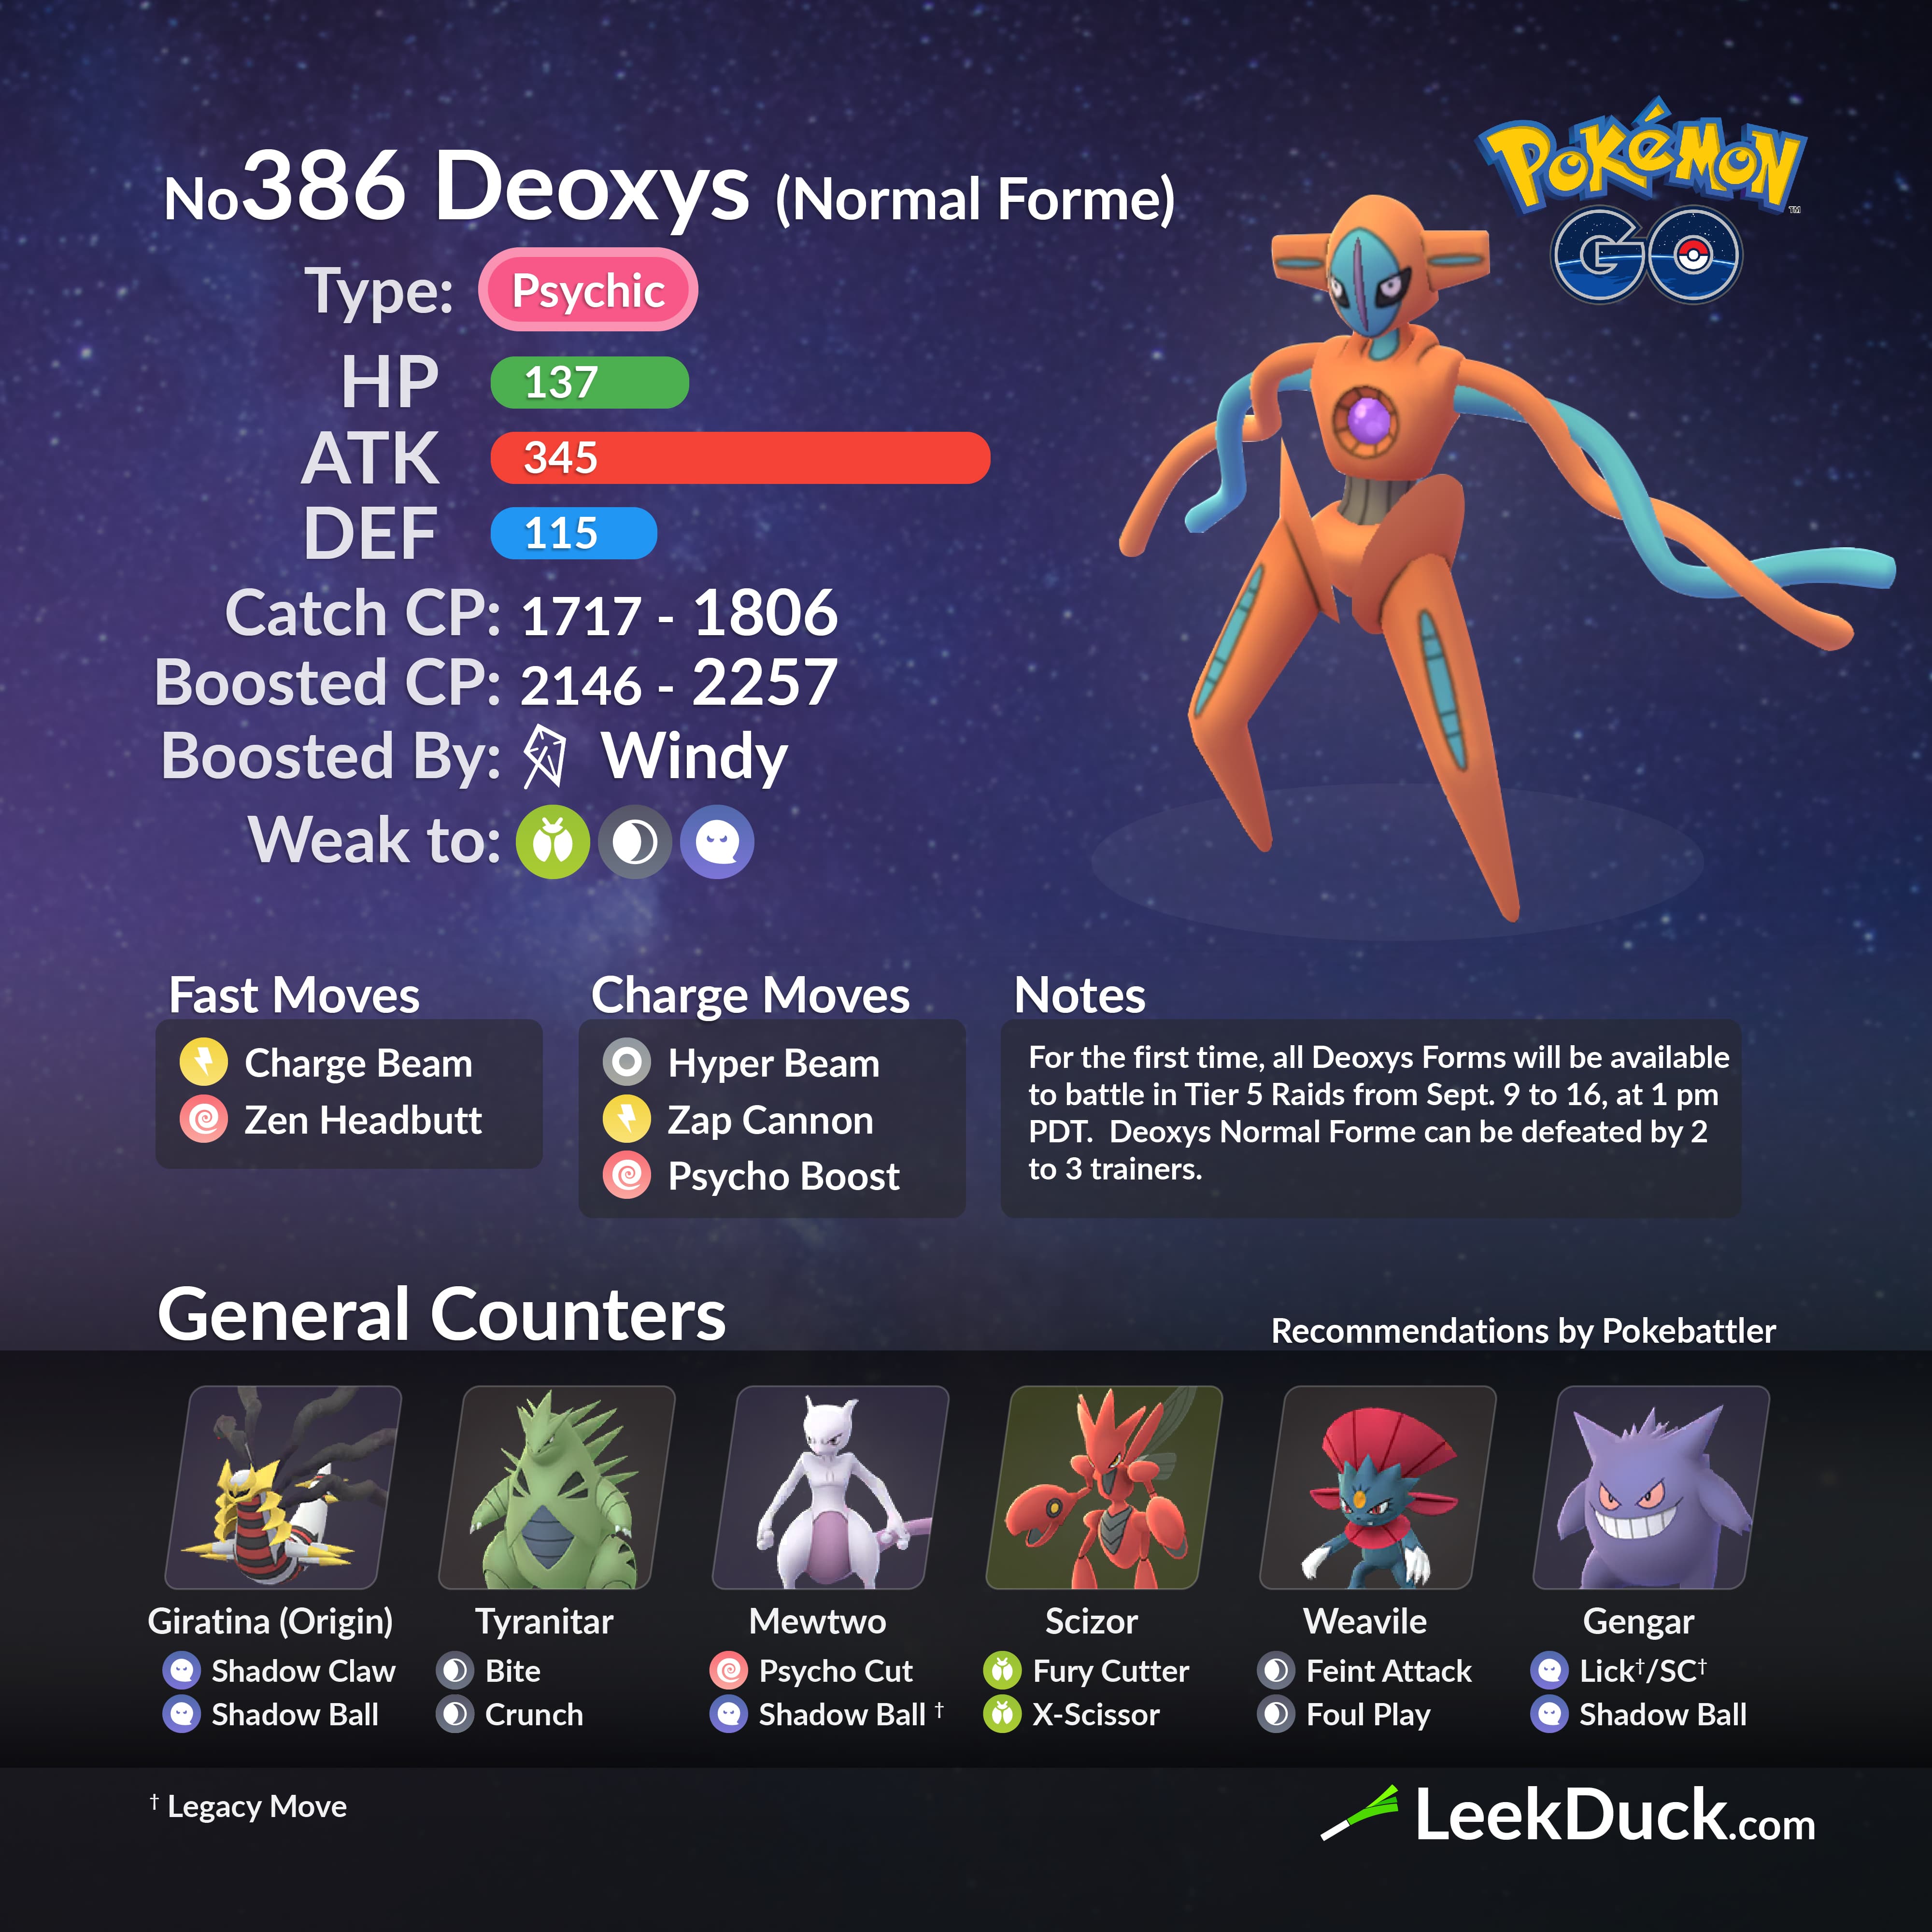 POKéMON
TM
GO
No386 Deoxys (Normal Forme)
Type: Psychic
HP 137
ATK 345
DEF 115
Catch CP: 1717 - 1806
Boosted CP: 2146 - 2257
Boosted By: Windy
Weak to:
Fast Moves
Charge Beam
Zen Headbutt
Charge Moves
Hyper Beam
Zap Cannon
Psycho Boost
Notes
For the first time, all Deoxys Forms will be available
to battle in Tier 5 Raids from Sept. 9 to 16, at 1 pm
PDT.  Deoxys Normal Forme can be defeated by 2
to 3 trainers.
General Counters
Recommendations by Pokebattler
Giratina (Origin)
Shadow Claw
Shadow Ball
Tyranitar
Bite
Crunch
Mewtwo
Psycho Cut
Shadow Ball †
Scizor
Fury Cutter
X-Scissor
Weavile
Feint Attack
Foul Play
Gengar
Lick†/SC†
Shadow Ball
† Legacy Move
LeekDuck.com